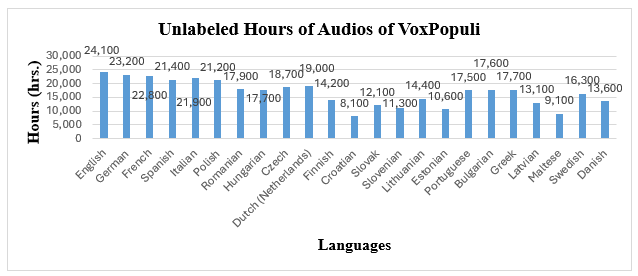 Unlabeled Hours of Audios of VoxPopuli
Hours (hrs.)
30,000
25,000
20,000
15,000
10,000
5,000
0
24,100
23,200
22,800
21,400
21,900
21,200
17,900
17,700
18,700
19,000
14,200
8,100
12,100
11,300
14,400
10,600
17,500
17,600
17,700
13,100
9,100
16,300
13,600
English
German
French
Spanish
Italian
Polish
Romanian
Hungarian
Czech
Dutch (Netherlands)
Finnish
Croatian
Slovak
Slovenian
Lithuanian
Estonian
Portuguese
Bulgarian
Greek
Latvian
Maltese
Swedish
Danish
Languages